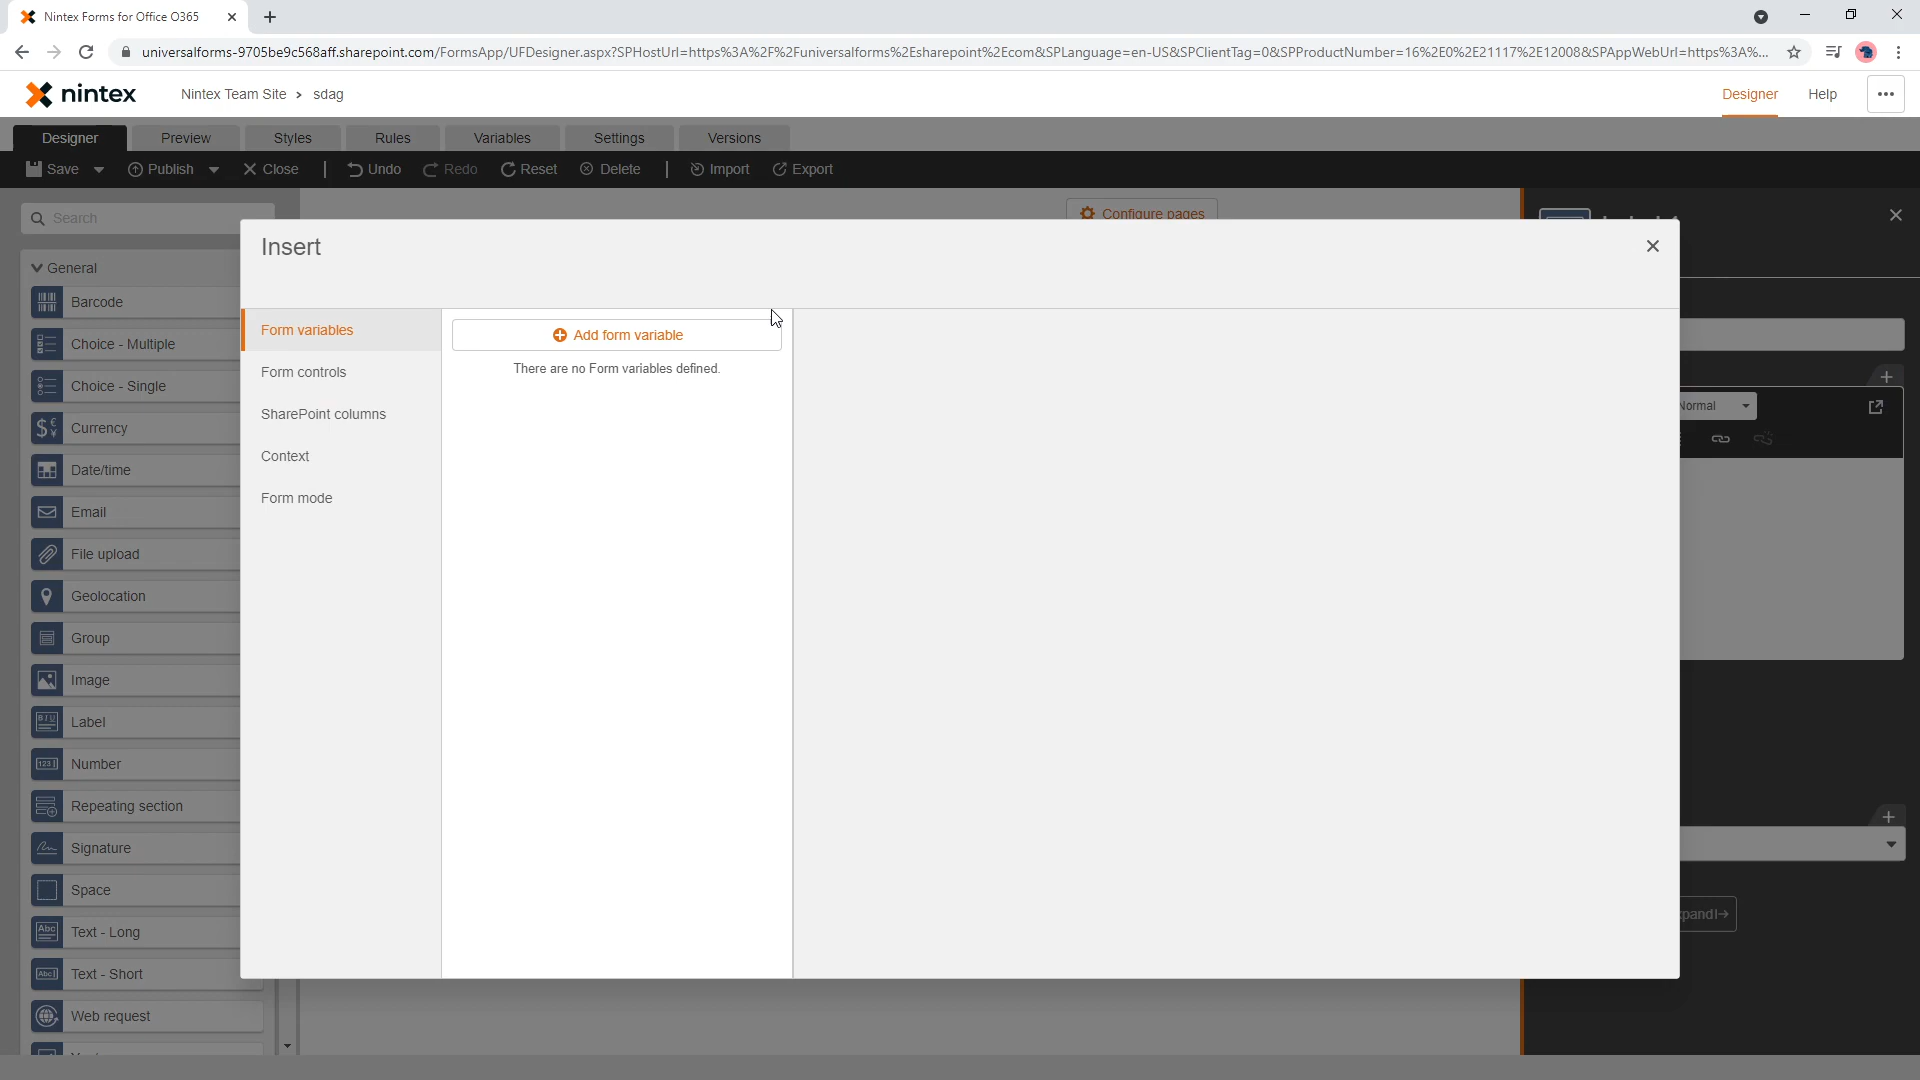 Nintex Forms for Office O365
universalforms-9705be9c568aff.sharepoint.com/FormsApp/UFDesigner.aspx?SPHostUrl=https%3A%2F%2Funiversalforms%2Esharepoint%2Ecom&SPLanguage=en-US&SPClientTag=0&SPProductNumber=16%2E0%2E21117%2E12008&SPAppWebUrl=https%3A%...
nintex Nintex Team Site > sdag Designer Help
Designer Preview Styles Rules Variables Settings Versions
Save Publish Close Undo Redo Reset Delete Import Export
Search
Configure pages
Insert
General
Barcode
Choice - Multiple
Choice - Single
Currency
Date/time
Email
File upload
Geolocation
Group
Image
Label
Number
Repeating section
Signature
Space
Text - Long
Text - Short
Web request
Form variables
Form controls
SharePoint columns
Context
Form mode
Add form variable
There are no Form variables defined.
Normal